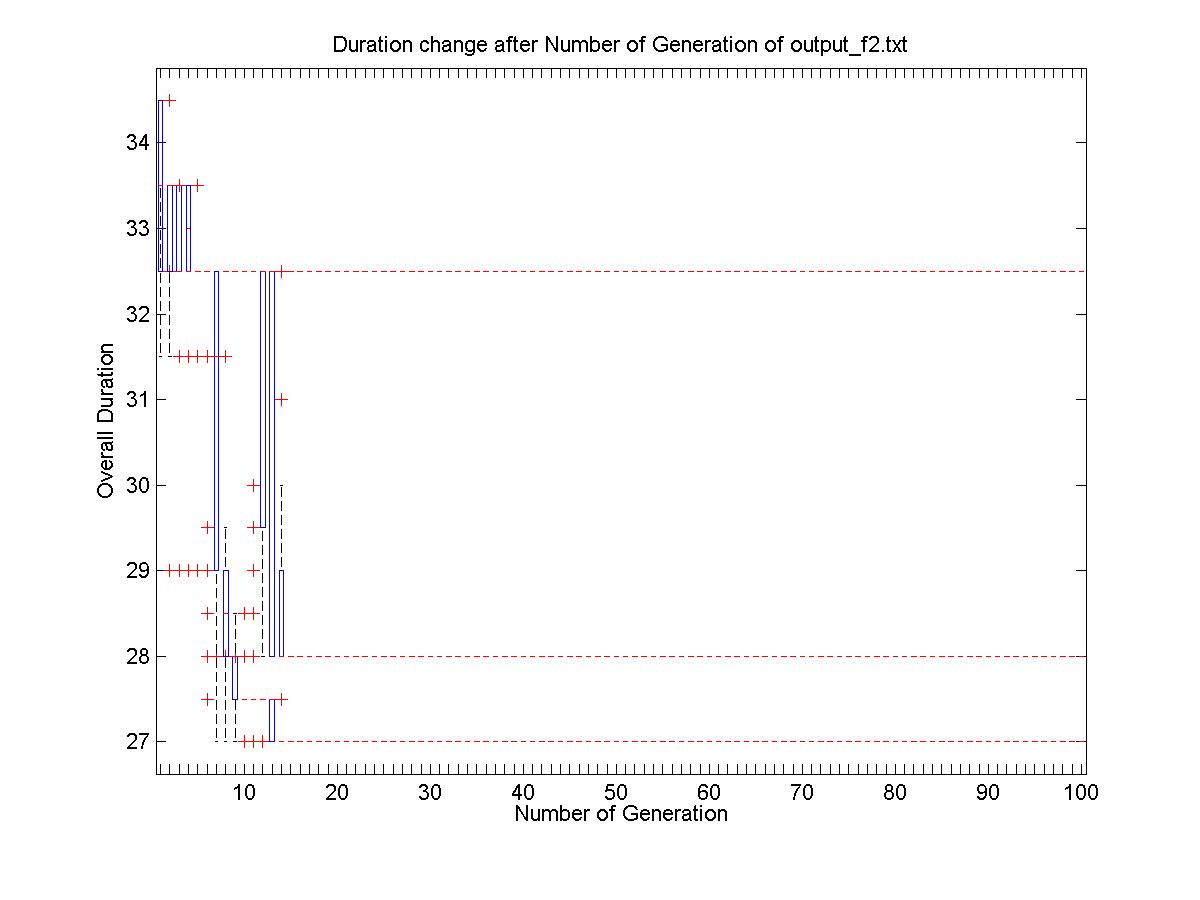 Duration change after Number of Generation of output_f2.txt
34
33
32
31
30
29
28
27
Overall Duration
10 20 30 40 50 60 70 80 90 100
Number of Generation